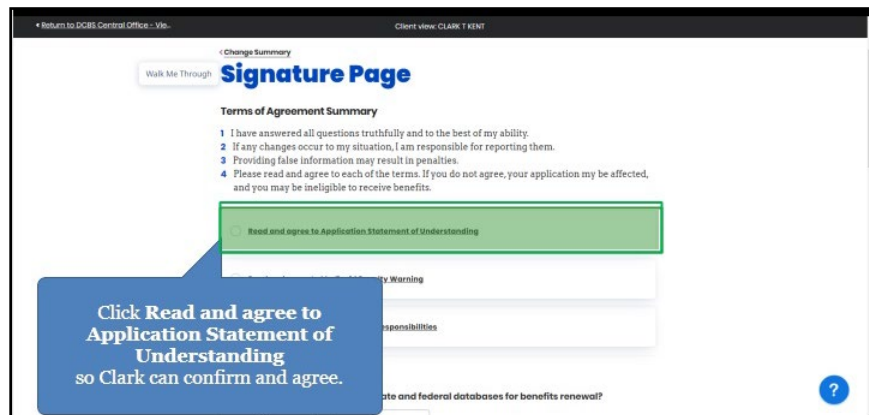 Return to DCBS Central Office - Vie...
Client view: CLARK T KENT
Change Summary
Walk Me Through
Signature Page
Terms of Agreement Summary
1 I have answered all questions truthfully and to the best of my ability.
2 If any changes occur to my situation, I am responsible for reporting them.
3 Providing false information may result in penalties.
4 Please read and agree to each of the terms. If you do not agree, your application my be affected,
and you may be ineligible to receive benefits.
Read and agree to Application Statement of Understanding
Warning
Click Read and agree to
Application Statement of
Understanding
so Clark can confirm and agree.
and federal databases for benefits renewal?
?